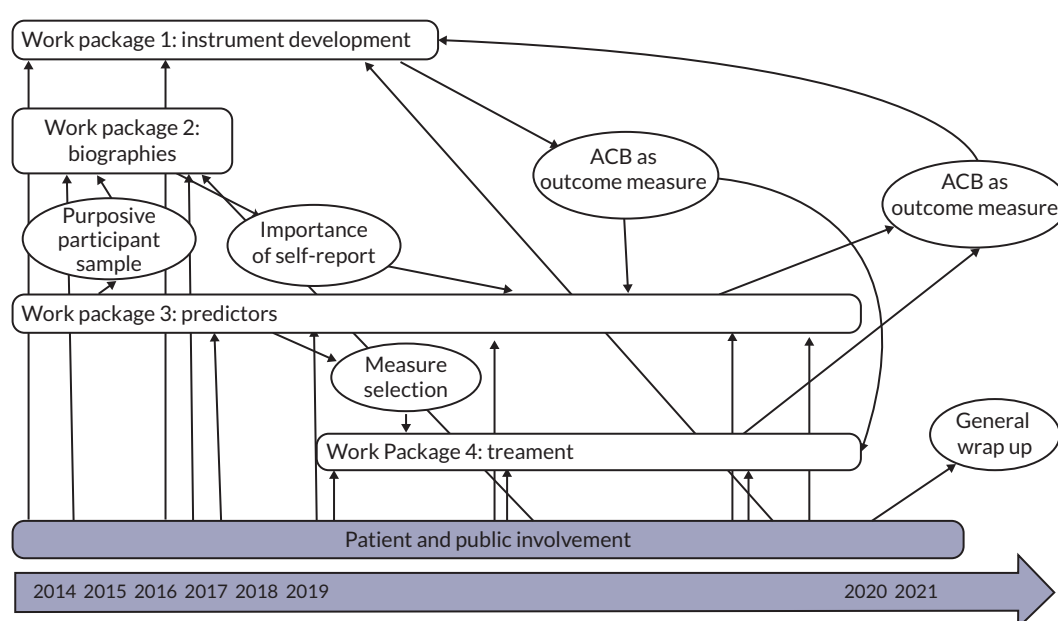 Work package 1: instrument development
Work package 2:
biographies
ACB as
outcome measure
ACB as
outcome measure
Purposive
participant
sample
Importance
of self-report
Work package 3: predictors
Measure
selection
General
wrap up
Work Package 4: treament
Patient and public involvement
2014 2015 2016 2017 2018 2019 2020 2021